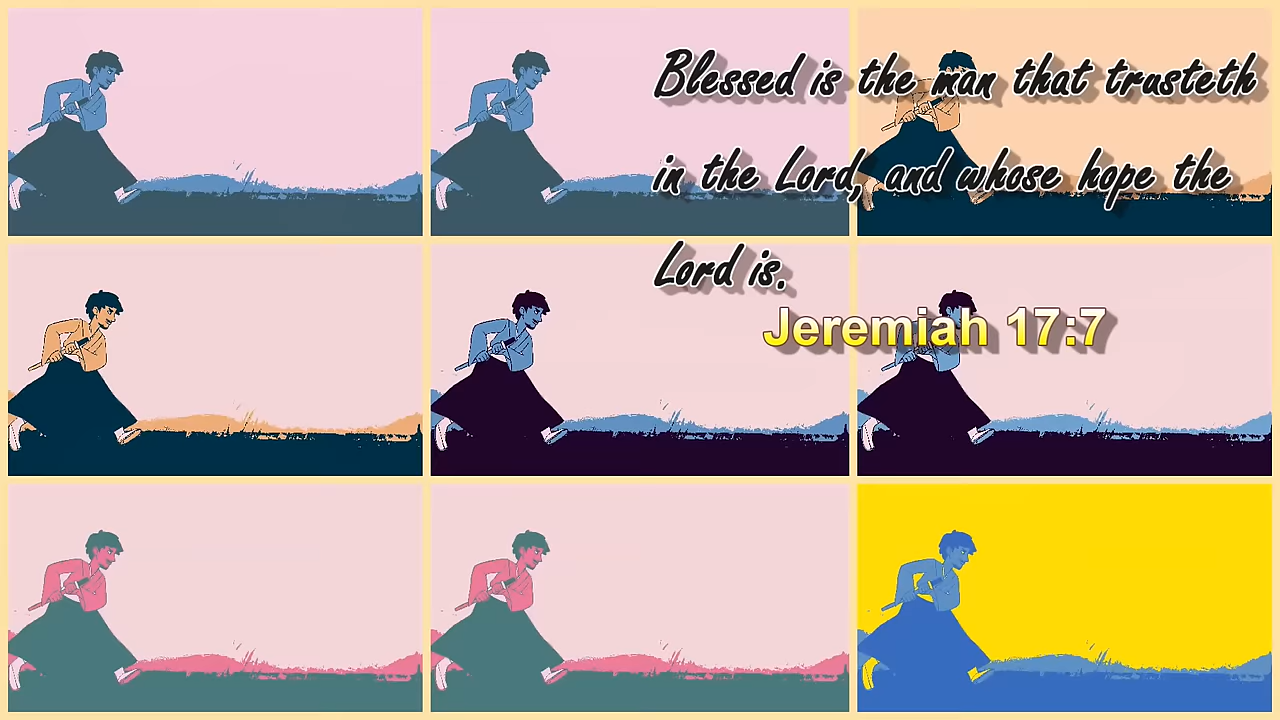 Blessed is the man that trusteth
in the Lord, and whose hope the
Lord is.
Jeremiah 17:7